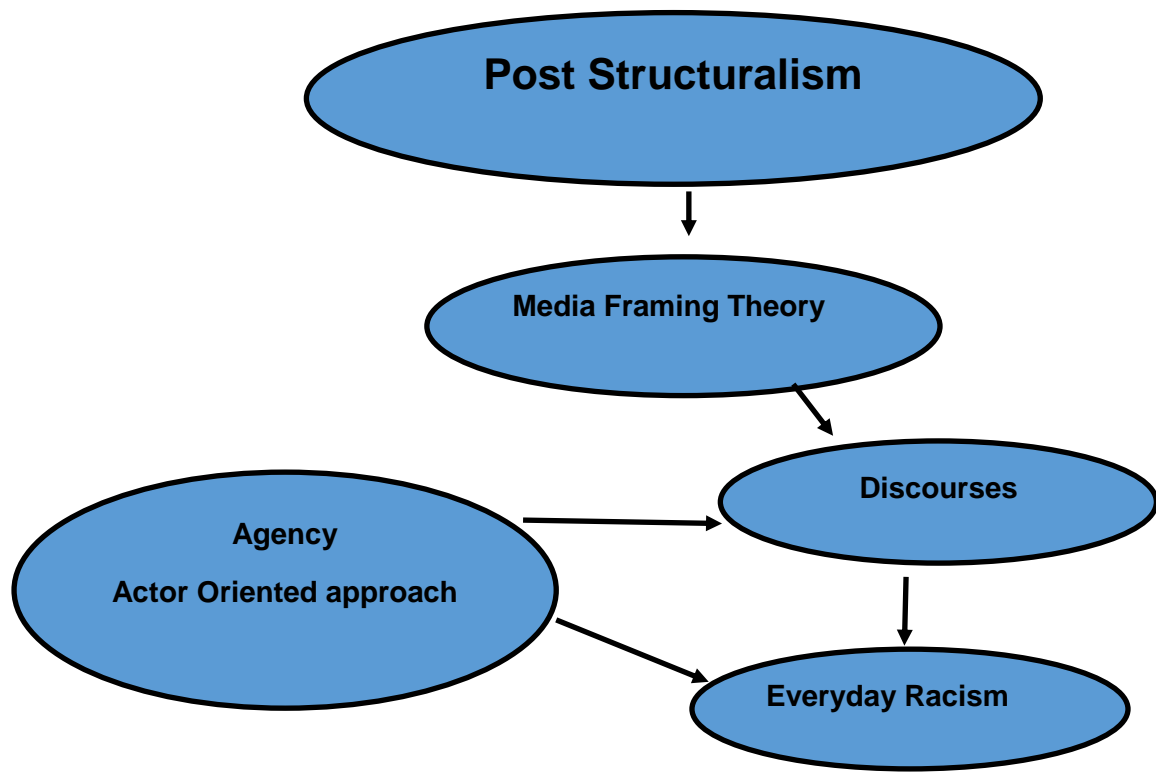 Post Structuralism
Media Framing Theory
Discourses
Agency
Actor Oriented approach
Everyday Racism